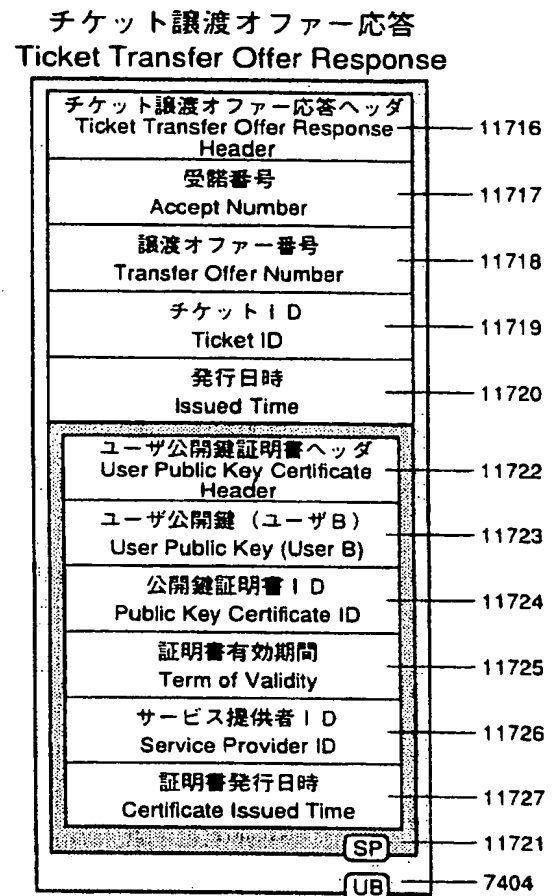 チケット譲渡オファー応答
Ticket Transfer Offer Response
チケット譲渡オファー応答ヘッダ
Ticket Transfer Offer Response
Header
11716
受諾番号
Accept Number
11717
譲渡オファー番号
Transfer Offer Number
11718
チケットID
Ticket ID
11719
発行日時
Issued Time
11720
ユーザ公開鍵証明書ヘッダ
User Public Key Certificate
Header
11722
ユーザ公開鍵（ユーザB）
User Public Key (User B)
11723
公開鍵証明書ID
Public Key Certificate ID
11724
証明書有効期間
Term of Validity
11725
サービス提供者ID
Service Provider ID
11726
証明書発行日時
Certificate Issued Time
11727
SP
11721
UB
7404